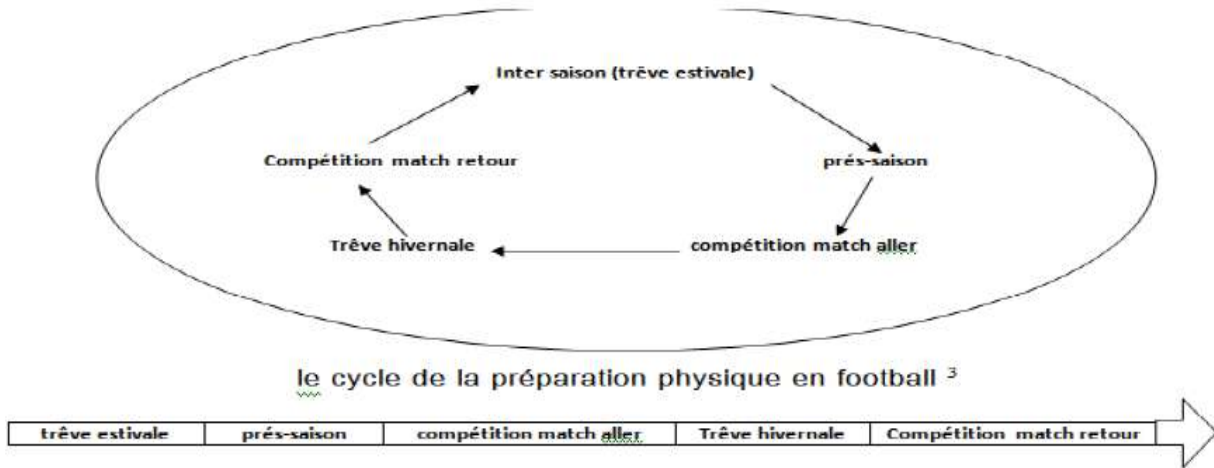 Inter saison (trêve estivale)
Compétition match retour
prés-saison
Trêve hivernale
compétition match aller
le cycle de la préparation physique en football ³
trêve estivale prés-saison compétition match aller Trêve hivernale Compétition match retour